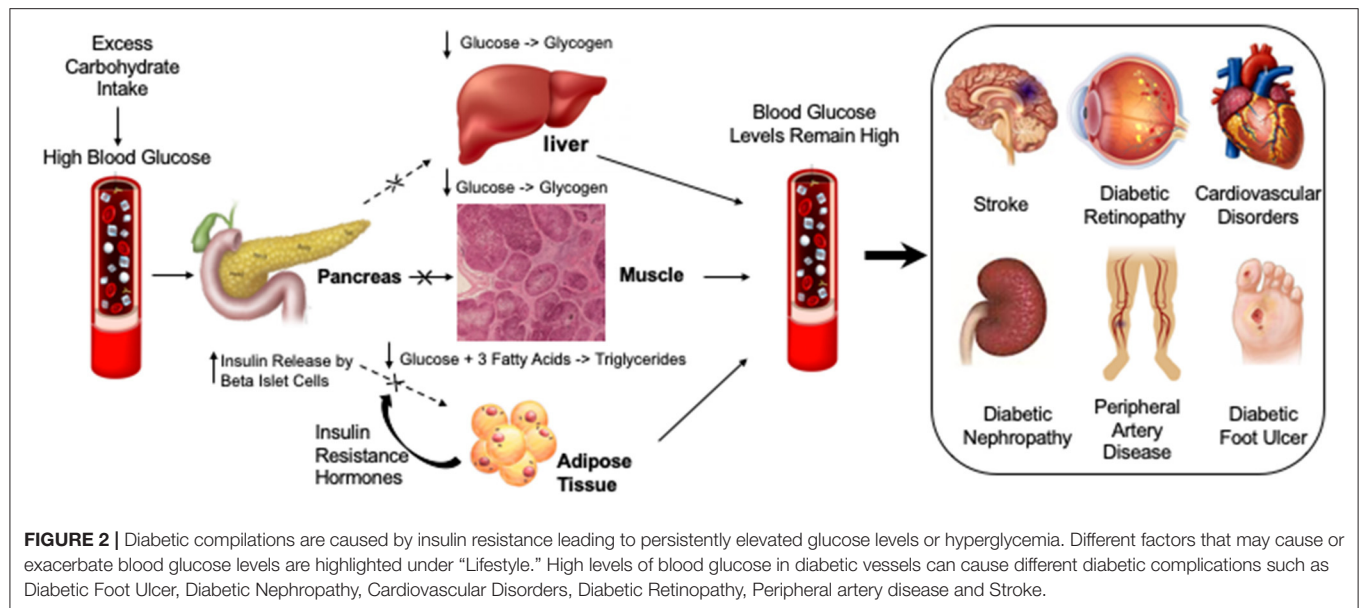 Excess
Carbohydrate
Intake
High Blood Glucose
↓ Glucose -> Glycogen
liver
↓ Glucose -> Glycogen
Pancreas
Muscle
↑ Insulin Release by
Beta Islet Cells
↓ Glucose + 3 Fatty Acids -> Triglycerides
Insulin
Resistance
Hormones
Adipose
Tissue
Blood Glucose
Levels Remain High
Stroke
Diabetic
Retinopathy
Cardiovascular
Disorders
Diabetic
Nephropathy
Peripheral
Artery
Disease
Diabetic
Foot Ulcer
FIGURE 2 | Diabetic compilations are caused by insulin resistance leading to persistently elevated glucose levels or hyperglycemia. Different factors that may cause or
exacerbate blood glucose levels are highlighted under “Lifestyle.” High levels of blood glucose in diabetic vessels can cause different diabetic complications such as
Diabetic Foot Ulcer, Diabetic Nephropathy, Cardiovascular Disorders, Diabetic Retinopathy, Peripheral artery disease and Stroke.